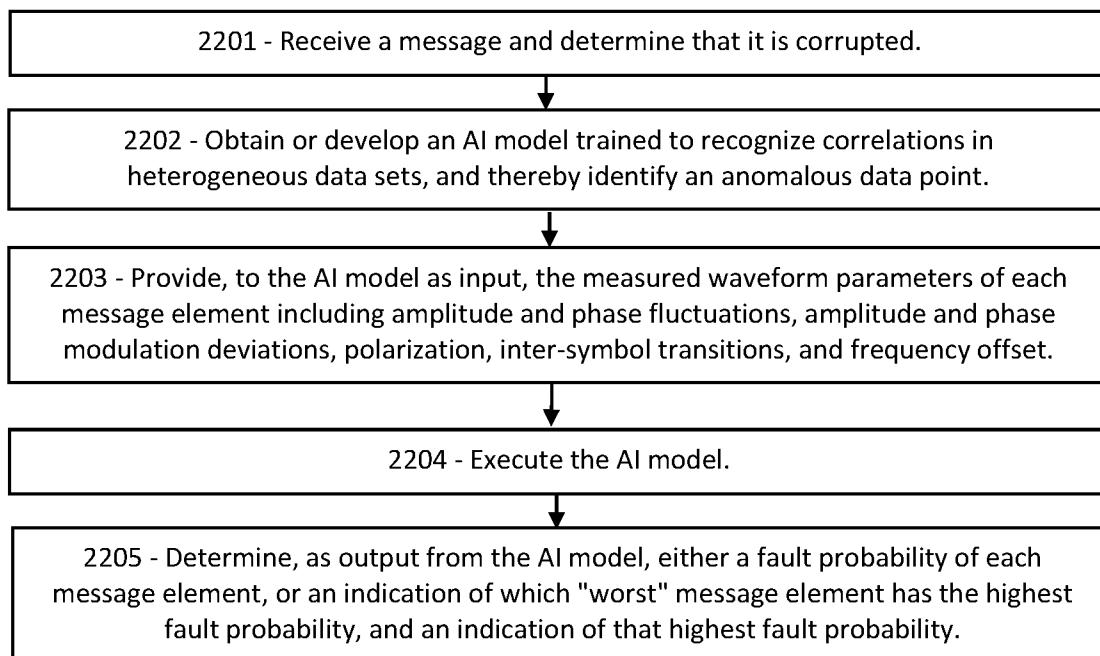 2201 - Receive a message and determine that it is corrupted.
2202 - Obtain or develop an AI model trained to recognize correlations in
heterogeneous data sets, and thereby identify an anomalous data point.
2203 - Provide, to the AI model as input, the measured waveform parameters of each
message element including amplitude and phase fluctuations, amplitude and phase
modulation deviations, polarization, inter-symbol transitions, and frequency offset.
2204 - Execute the AI model.
2205 - Determine, as output from the AI model, either a fault probability of each
message element, or an indication of which "worst" message element has the highest
fault probability, and an indication of that highest fault probability.